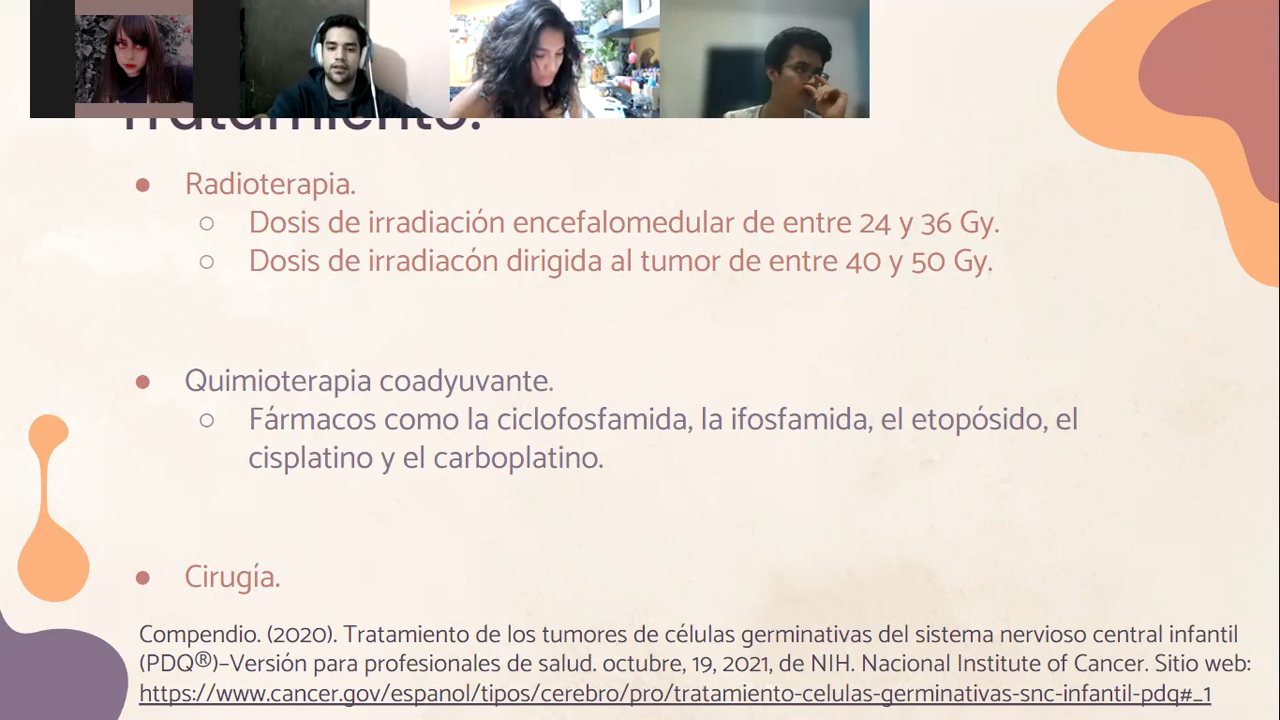 Tratamiento.
● Radioterapia.
○ Dosis de irradiación encefalomedular de entre 24 y 36 Gy.
○ Dosis de irradiacón dirigida al tumor de entre 40 y 50 Gy.
● Quimioterapia coadyuvante.
○ Fármacos como la ciclofosfamida, la ifosfamida, el etopósido, el
cisplatino y el carboplatino.
● Cirugía.
Compendio. (2020). Tratamiento de los tumores de células germinativas del sistema nervioso central infantil
(PDQ®)–Versión para profesionales de salud. octubre, 19, 2021, de NIH. Nacional Institute of Cancer. Sitio web:
https://www.cancer.gov/espanol/tipos/cerebro/pro/tratamiento-celulas-germinativas-snc-infantil-pdq#_1